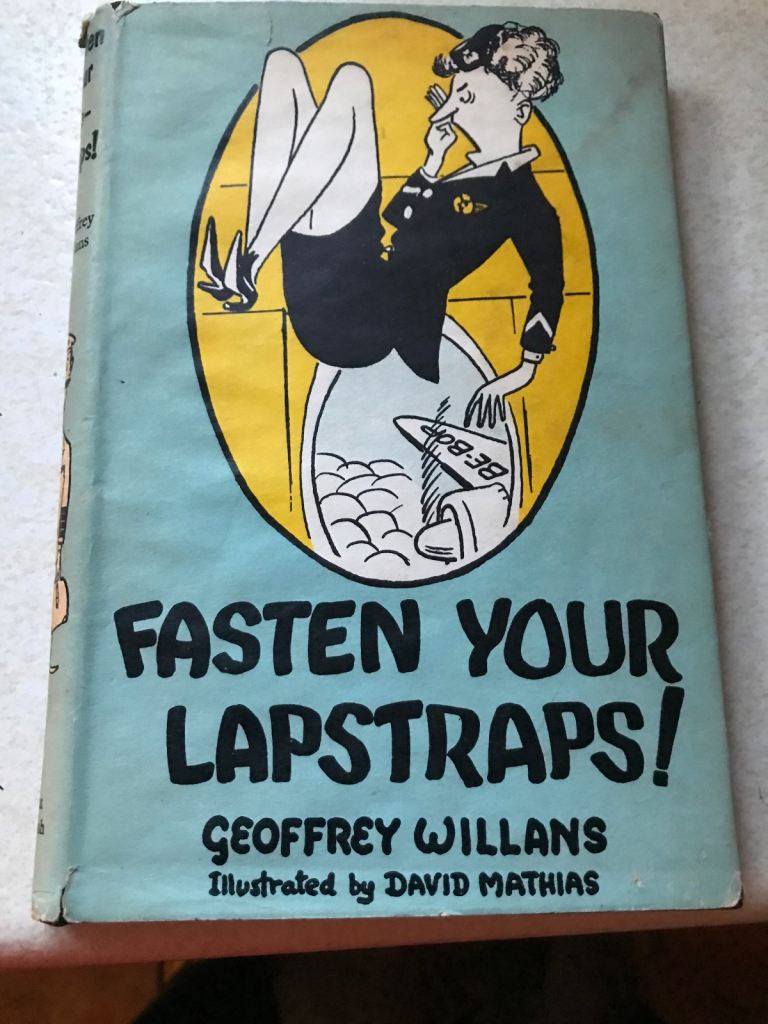 BE-BOP
FASTEN YOUR
LAPSTRAPS!
GEOFFREY WILLANS
Illustrated by DAVID MATHIAS